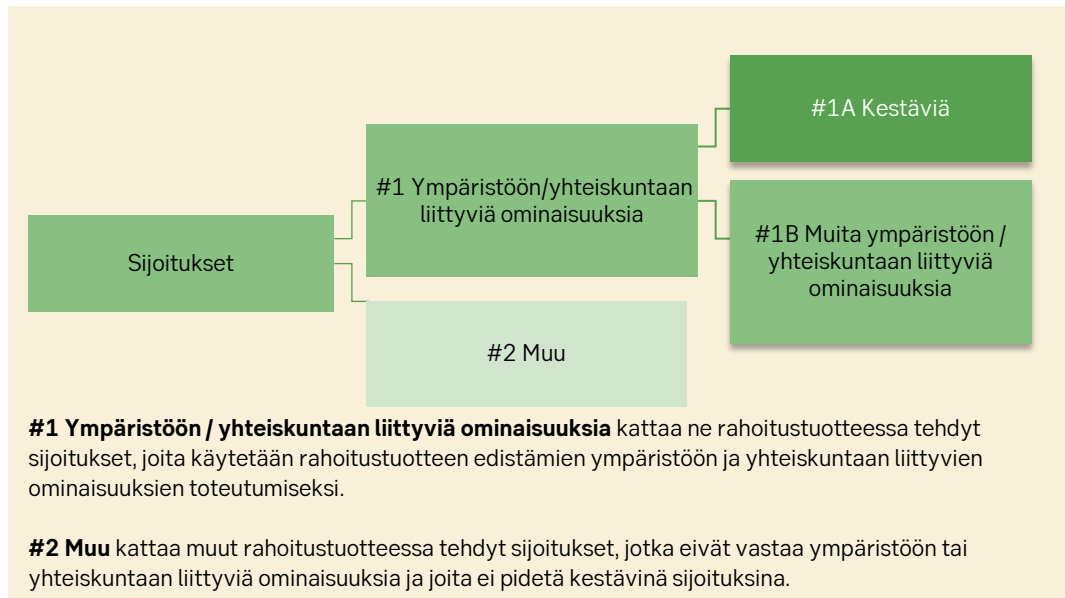 #1A Kestäviä
#1 Ympäristöön/yhteiskuntaan
liittyviä ominaisuuksia
#1B Muita ympäristöön /
yhteiskuntaan liittyviä
ominaisuuksia
Sijoitukset
#2 Muu
#1 Ympäristöön / yhteiskuntaan liittyviä ominaisuuksia kattaa ne rahoitustuotteessa tehdyt
sijoitukset, joita käytetään rahoitustuotteen edistämien ympäristöön ja yhteiskuntaan liittyvien
ominaisuuksien toteutumiseksi.
#2 Muu kattaa muut rahoitustuotteessa tehdyt sijoitukset, jotka eivät vastaa ympäristöön tai
yhteiskuntaan liittyviä ominaisuuksia ja joita ei pidetä kestävinä sijoituksina.